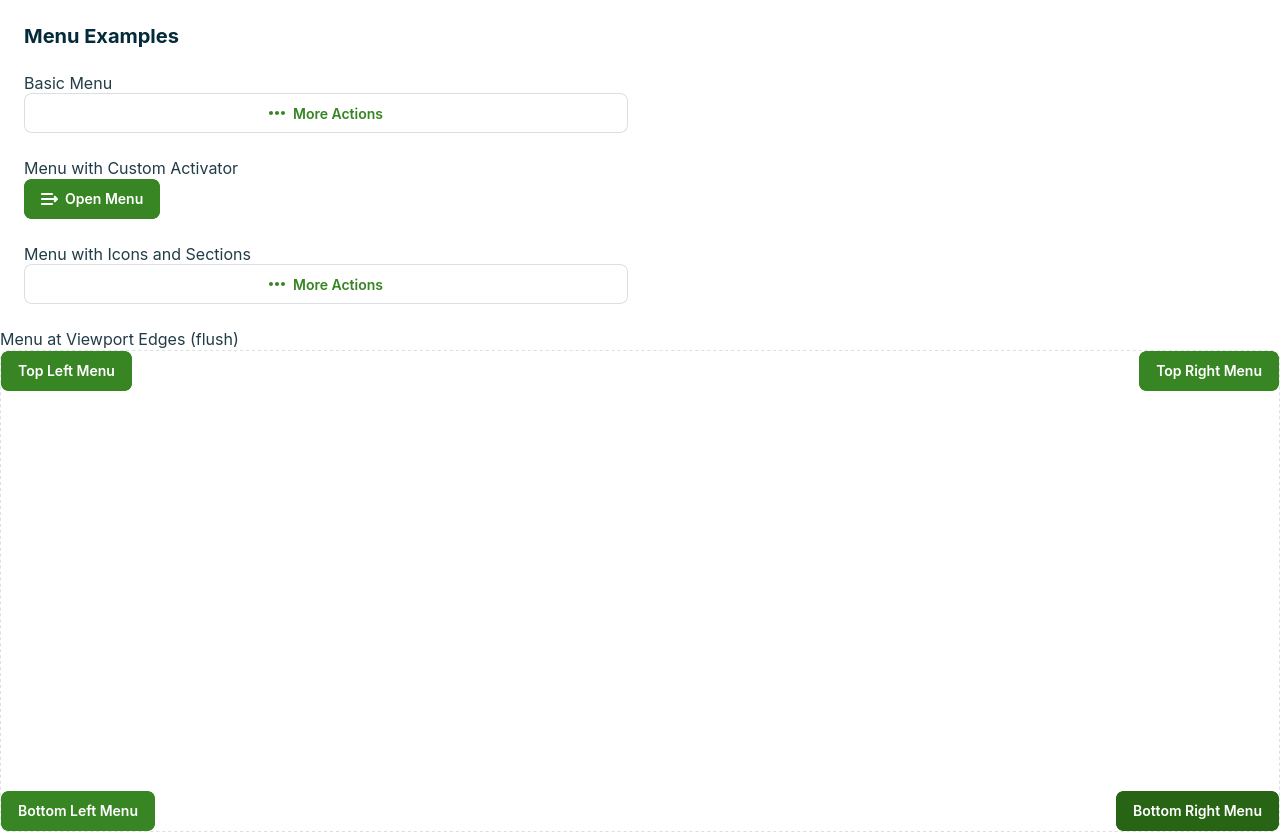 Menu Examples
Basic Menu
More Actions
Menu with Custom Activator
Open Menu
Menu with Icons and Sections
More Actions
Menu at Viewport Edges (flush)
Top Left Menu
Top Right Menu
Bottom Left Menu
Bottom Right Menu